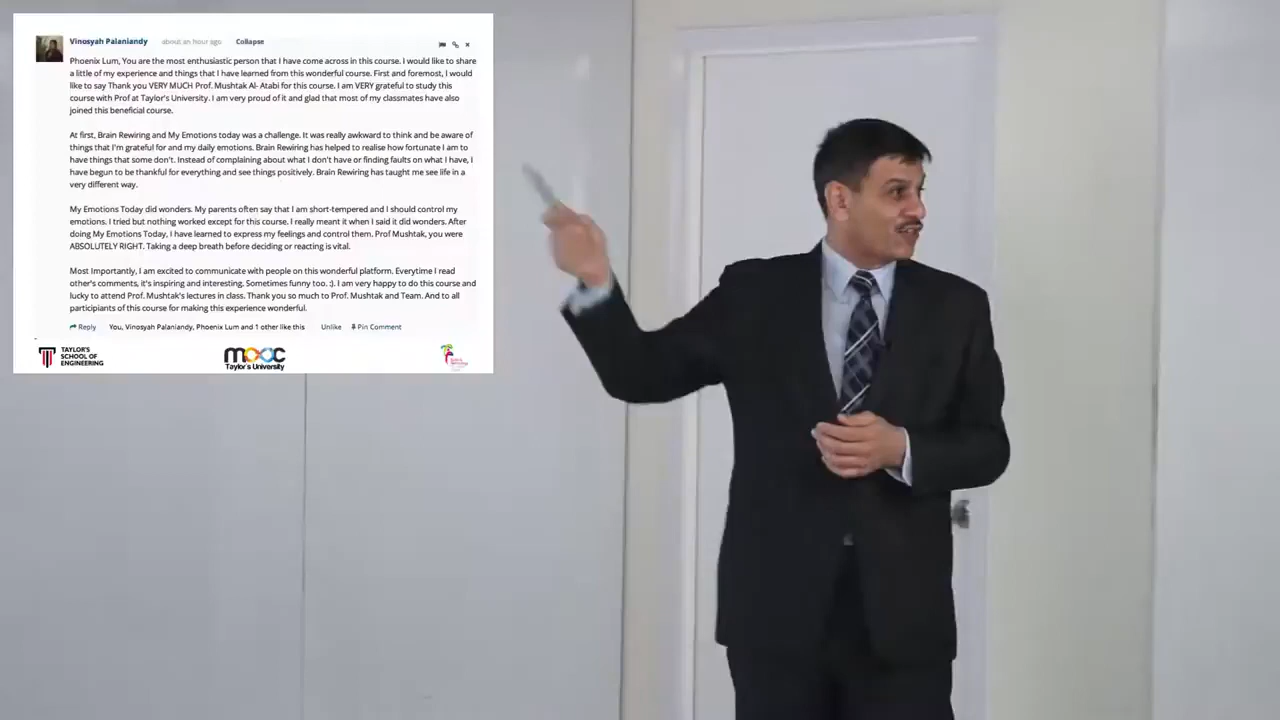 Vinosyah Palaniandy about an hour ago Collapse
Phoenix Lum, You are the most enthusiastic person that I have come across in this course. I would like to share
a little of my experience and things that I have learned from this wonderful course. First and foremost, I would
like to say Thank you VERY MUCH Prof. Mushtak Al- Atabi for this course. I am VERY grateful to study this
course with Prof at Taylor's University. I am very proud of it and glad that most of my classmates have also
joined this beneficial course.
At first, Brain Rewiring and My Emotions today was a challenge. It was really awkward to think and be aware of
things that I'm grateful for and my daily emotions. Brain Rewiring has helped to realise how fortunate I am to
have things that some don't. Instead of complaining about what I don't have or finding faults on what I have, I
have begun to be thankful for everything and see things positively. Brain Rewiring has taught me see life in a
very different way.
My Emotions Today did wonders. My parents often say that I am short-tempered and I should control my
emotions. I tried but nothing worked except for this course. I really meant it when I said it did wonders. After
doing My Emotions Today, I have learned to express my feelings and control them. Prof Mushtak, you were
ABSOLUTELY RIGHT. Taking a deep breath before deciding or reacting is vital.
Most Importantly, I am excited to communicate with people on this wonderful platform. Everytime I read
other's comments, it's inspiring and interesting. Sometimes funny too. :). I am very happy to do this course and
lucky to attend Prof. Mushtak's lectures in class. Thank you so much to Prof. Mushtak and Team. And to all
participiants of this course for making this experience wonderful.
Reply You, Vinosyah Palaniandy, Phoenix Lum and 1 other like this Unlike Pin Comment
TAYLOR'S
SCHOOL OF
ENGINEERING
mooc
Taylor's University